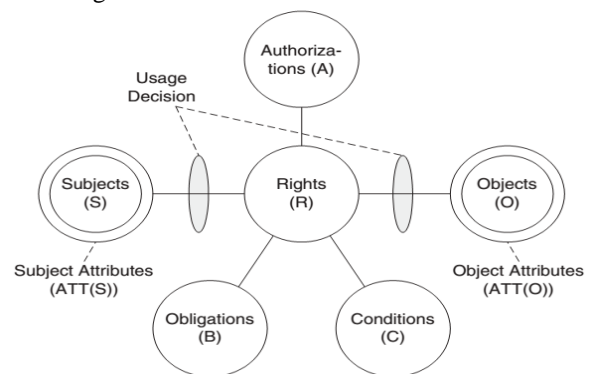 Authoriza-
tions (A)
Usage
Decision
Subjects
(S)
Rights
(R)
Objects
(O)
Subject Attributes
(ATT(S))
Object Attributes
(ATT(O))
Obligations
(B)
Conditions
(C)